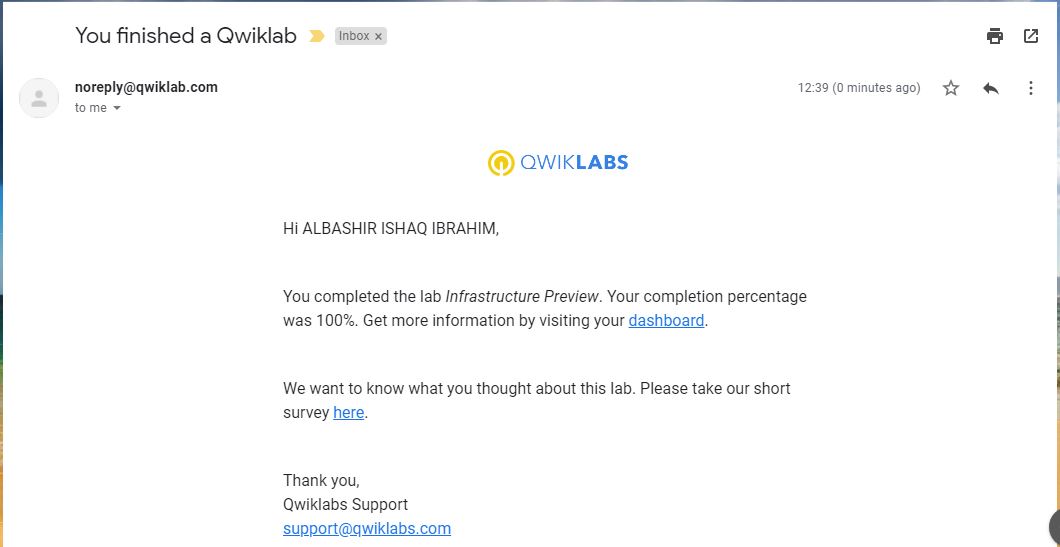 You finished a Qwiklab Inbox x
noreply@qwiklab.com 12:39 (0 minutes ago)
to me
QWIKLABS
Hi ALBASHIR ISHAQ IBRAHIM,
You completed the lab Infrastructure Preview. Your completion percentage
was 100%. Get more information by visiting your dashboard.
We want to know what you thought about this lab. Please take our short
survey here.
Thank you,
Qwiklabs Support
support@qwiklabs.com